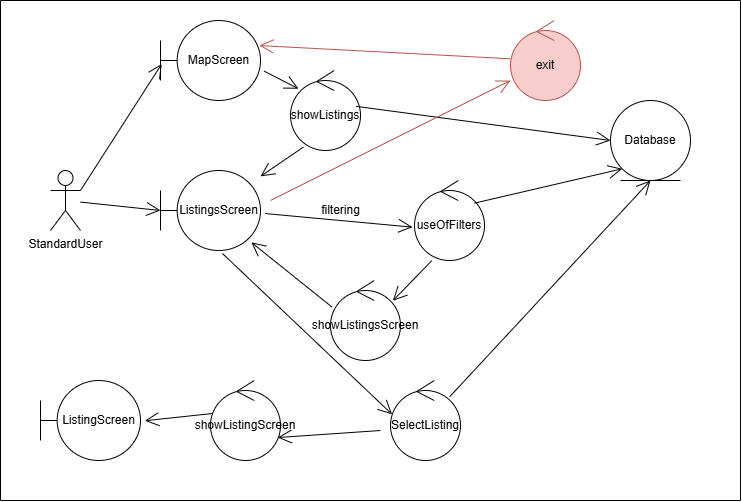 MapScreen
exit
showListings
Database
StandardUser
ListingsScreen
filtering
useOfFilters
showListingsScreen
ListingScreen
showListingScreen
SelectListing